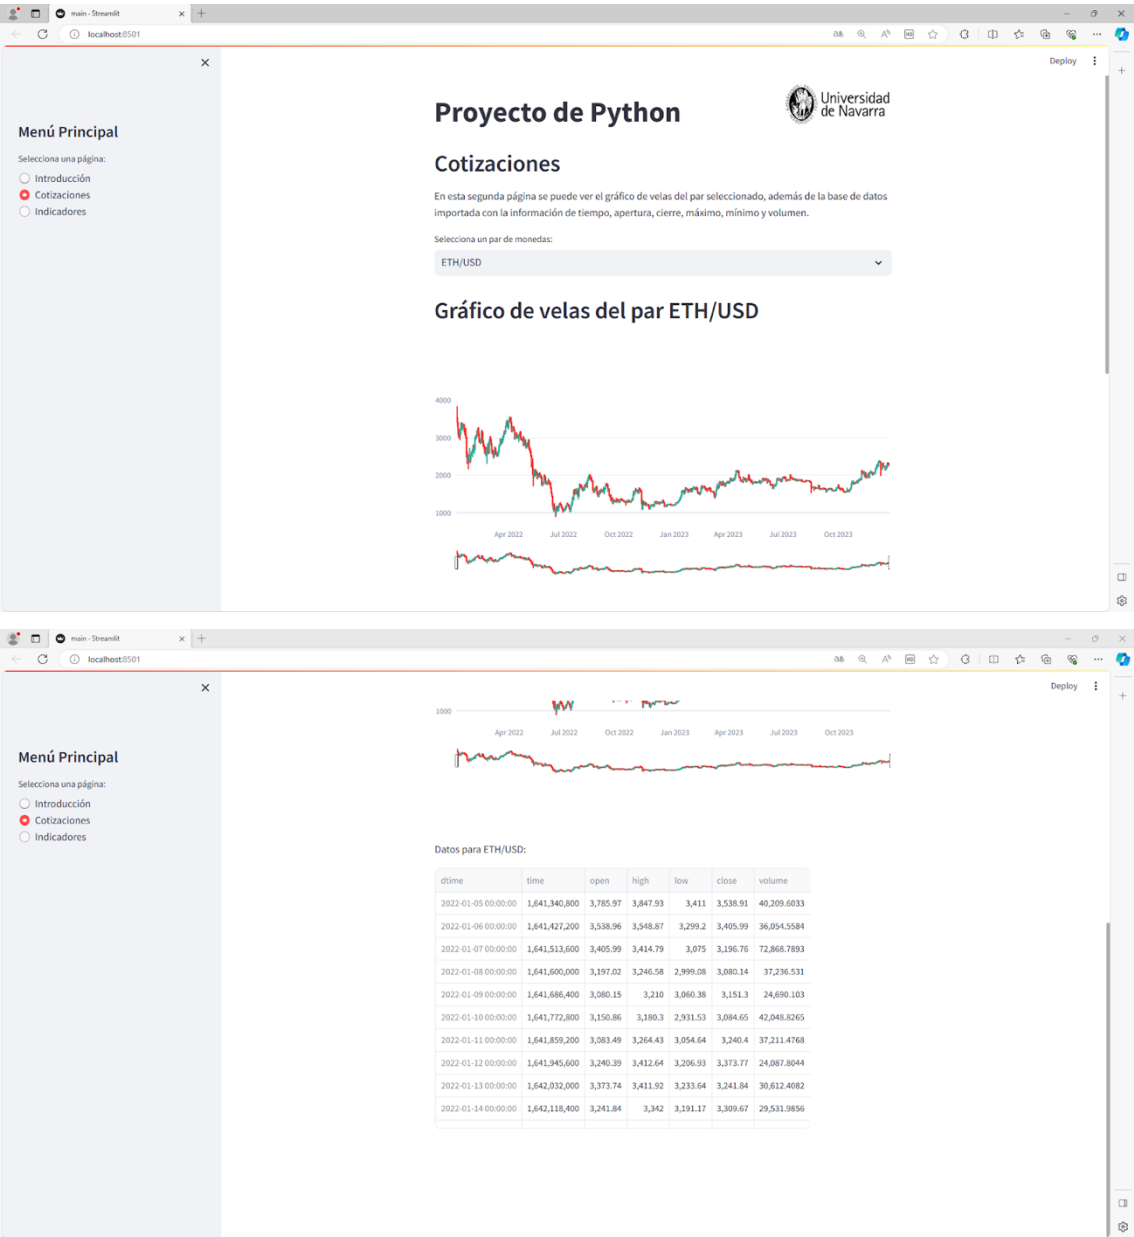 main - Streamlit
localhost:8501
Deploy
Universidad
de Navarra
Proyecto de Python
Menú Principal
Selecciona una página:
Introducción
Cotizaciones
Indicadores
Cotizaciones
En esta segunda página se puede ver el gráfico de velas del par seleccionado, además de la base de datos
importada con la información de tiempo, apertura, cierre, máximo, mínimo y volumen.
Selecciona un par de monedas:
ETH/USD
Gráfico de velas del par ETH/USD
4000
3000
2000
1000
Apr 2022 Jul 2022 Oct 2022 Jan 2023 Apr 2023 Jul 2023 Oct 2023
main - Streamlit
localhost:8501
Deploy
1000
Apr 2022 Jul 2022 Oct 2022 Jan 2023 Apr 2023 Jul 2023 Oct 2023
Menú Principal
Selecciona una página:
Introducción
Cotizaciones
Indicadores
Datos para ETH/USD:
dtime time open high low close volume
2022-01-05 00:00:00 1,641,340,800 3,785.97 3,847.93 3,411 3,538.91 40,209.6033
2022-01-06 00:00:00 1,641,427,200 3,538.96 3,548.87 3,299.2 3,405.99 36,054.5584
2022-01-07 00:00:00 1,641,513,600 3,405.99 3,414.79 3,075 3,196.76 72,868.7893
2022-01-08 00:00:00 1,641,600,000 3,197.02 3,246.58 2,999.08 3,080.14 37,236.531
2022-01-09 00:00:00 1,641,686,400 3,080.15 3,210 3,060.38 3,151.3 24,690.103
2022-01-10 00:00:00 1,641,772,800 3,150.86 3,180.3 2,931.53 3,084.65 42,048.8265
2022-01-11 00:00:00 1,641,859,200 3,083.49 3,264.43 3,054.64 3,240.4 37,211.4768
2022-01-12 00:00:00 1,641,945,600 3,240.39 3,412.64 3,206.93 3,373.77 24,087.8044
2022-01-13 00:00:00 1,642,032,000 3,373.74 3,411.92 3,233.64 3,241.84 30,612.4082
2022-01-14 00:00:00 1,642,118,400 3,241.84 3,342 3,191.17 3,309.67 29,531.9856